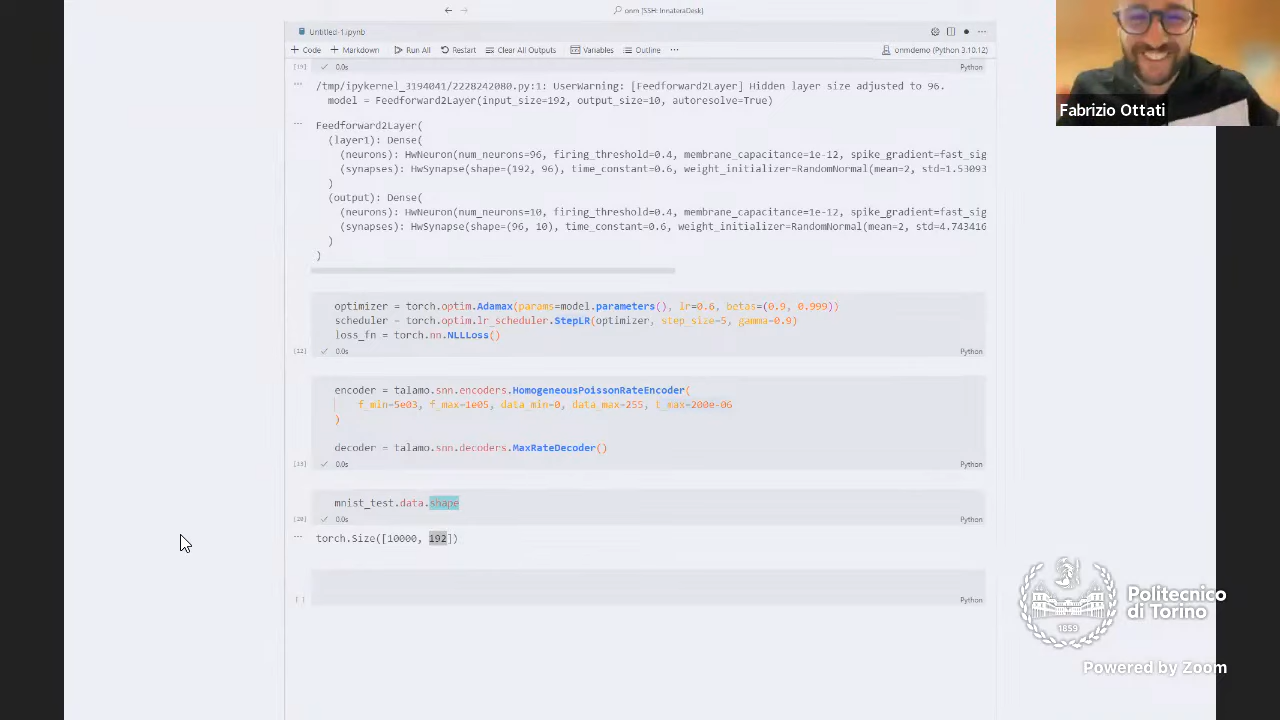 onm [SSH: InnateraDesk]
Untitled-1.ipynb
Code
Markdown
Run All
Restart
Clear All Outputs
Variables
Outline
onmdemo (Python 3.10.12)
0.0s
Python
/tmp/ipykernel_3194041/2228242080.py:1: UserWarning: [Feedforward2Layer] Hidden layer size adjusted to 96.
model = Feedforward2Layer(input_size=192, output_size=10, autoresolve=True)
Feedforward2Layer(
(layer1): Dense(
(neurons): HwNeuron(num_neurons=96, firing_threshold=0.4, membrane_capacitance=1e-12, spike_gradient=fast_sig
(synapses): HwSynapse(shape=(192, 96), time_constant=0.6, weight_initializer=RandomNormal(mean=2, std=1.53093
)
(output): Dense(
(neurons): HwNeuron(num_neurons=10, firing_threshold=0.4, membrane_capacitance=1e-12, spike_gradient=fast_sig
(synapses): HwSynapse(shape=(96, 10), time_constant=0.6, weight_initializer=RandomNormal(mean=2, std=4.743416
)
)
optimizer = torch.optim.Adamax(params=model.parameters(), lr=0.6, betas=(0.9, 0.999))
scheduler = torch.optim.lr_scheduler.StepLR(optimizer, step_size=5, gamma=0.9)
loss_fn = torch.nn.NLLLoss()
[12]
0.0s
Python
encoder = talamo.snn.encoders.HomogeneousPoissonRateEncoder(
f_min=5e03, f_max=1e05, data_min=0, data_max=255, t_max=200e-06
)
decoder = talamo.snn.decoders.MaxRateDecoder()
0.0s
Python
mnist_test.data.shape
[20]
0.0s
Python
torch.Size([10000, 192])
[ ]
Python
Fabrizio Ottati
1859
Politecnico
di Torino
Powered by Zoom